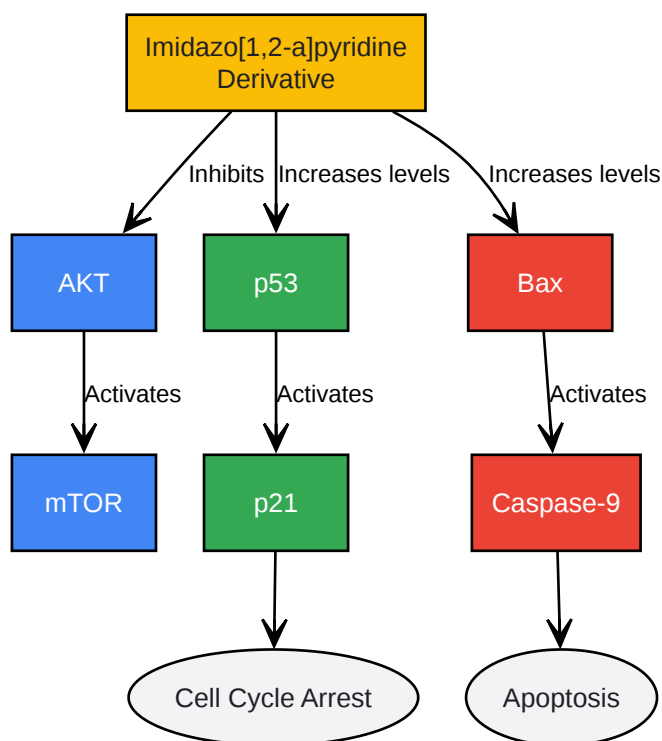 Imidazo[1,2-a]pyridine
Derivative
Inhibits
Increases levels
Increases levels
AKT
p53
Bax
Activates
Activates
Activates
mTOR
p21
Caspase-9
Cell Cycle Arrest
Apoptosis